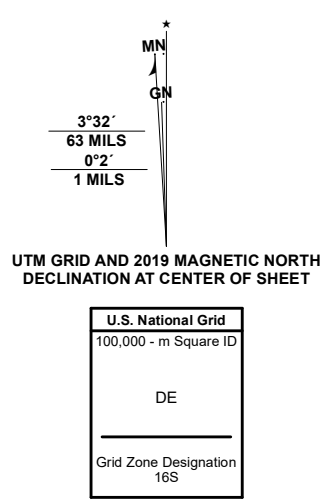 MN
GN
3°32´
63 MILS
0°2´
1 MILS
UTM GRID AND 2019 MAGNETIC NORTH
DECLINATION AT CENTER OF SHEET
U.S. National Grid
100,000 - m Square ID
DE
Grid Zone Designation
16S